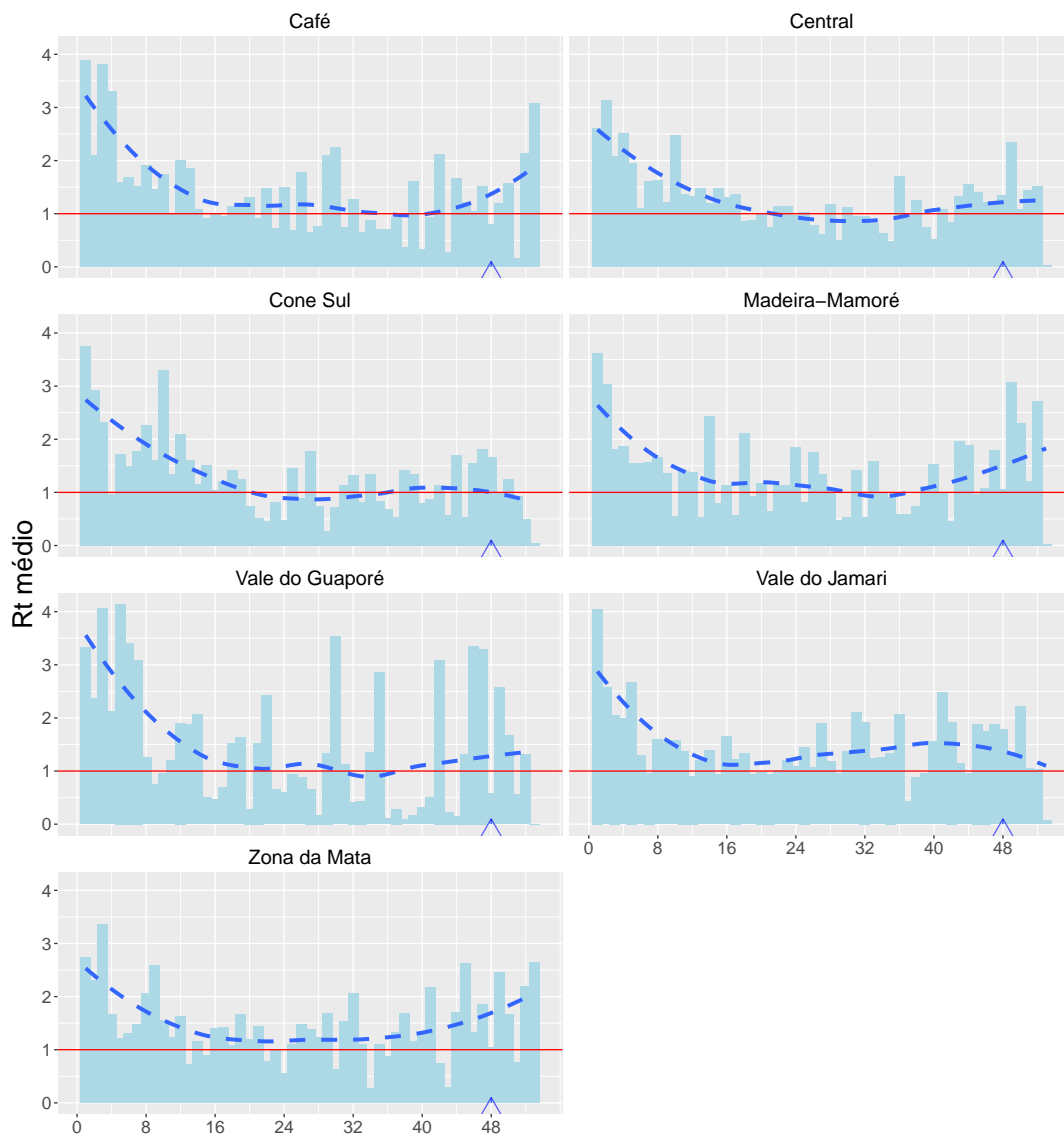 Café
Central
4
3
2
1
0
Cone Sul
Madeira−Mamoré
4
3
2
1
0
Rt médio
Vale do Guaporé
Vale do Jamari
4
3
2
1
0
0 8 16 24 32 40 48
Zona da Mata
4
3
2
1
0
0 8 16 24 32 40 48